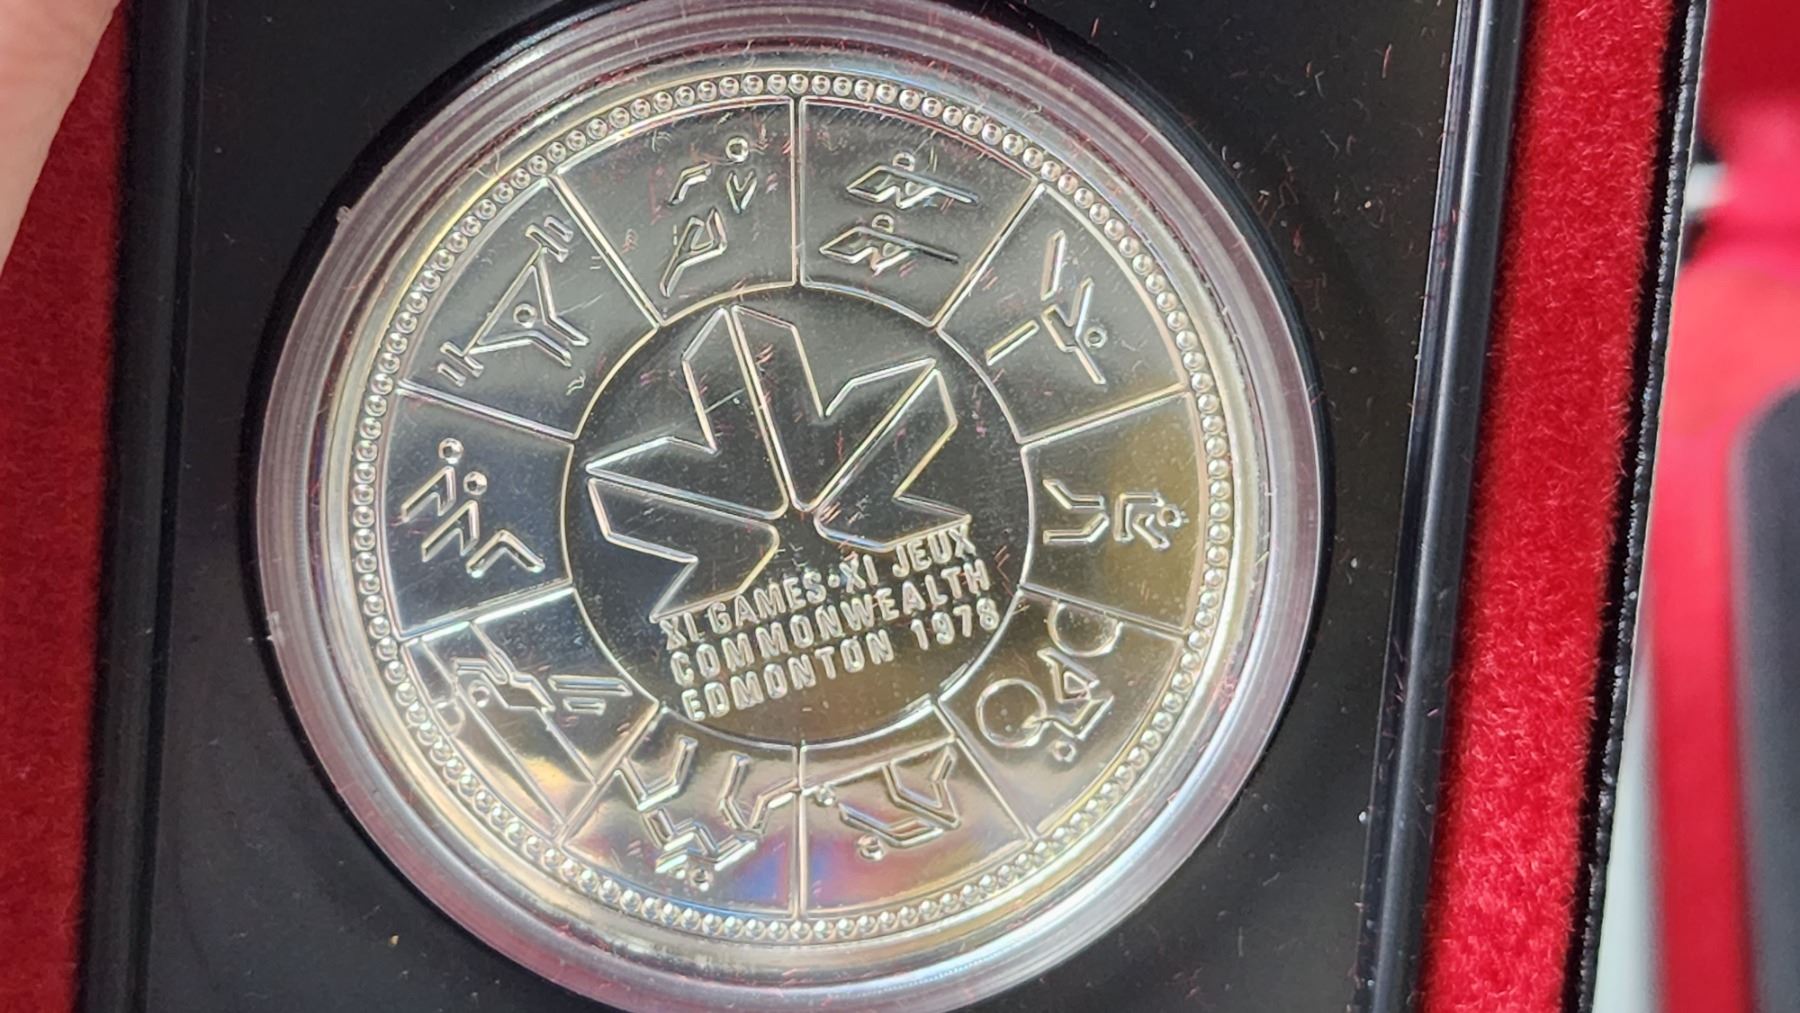 XI GAMES·XI JEUX
COMMONWEALTH
EDMONTON 1978